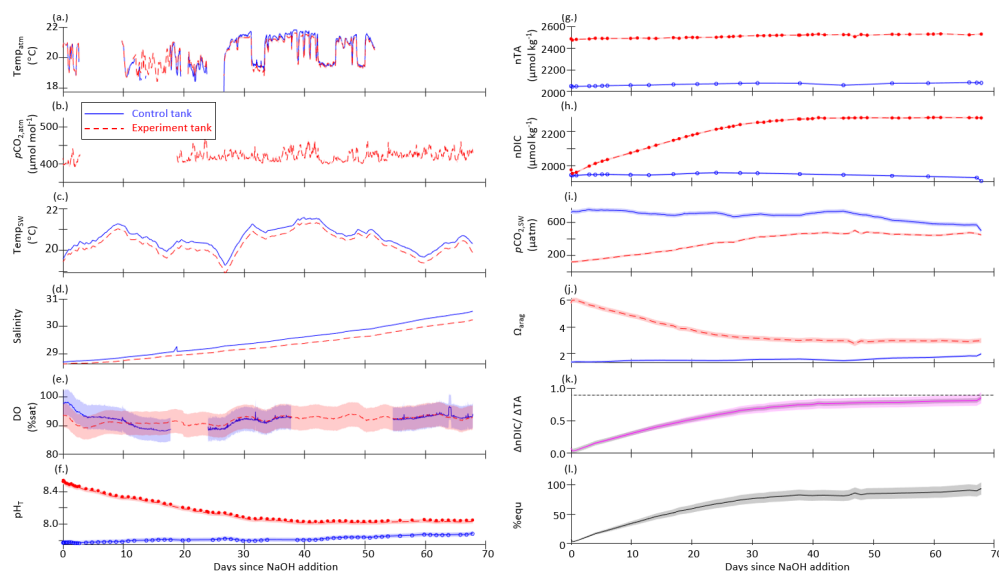 (a.)
Temp_atm
(°C)
22
20
18
(b.)
Control tank
Experiment tank
pCO_2,atm
(µmol mol⁻¹)
500
400
(c.)
Temp_SW
(°C)
22
20
(d.)
Salinity
31
30
29
(e.)
DO
(%sat)
100
90
80
(f.)
pH_T
8.4
8.0
0 10 20 30 40 50 60 70
Days since NaOH addition
(g.)
nTA
(µmol kg⁻¹)
2600
2400
2200
2000
(h.)
nDIC
(µmol kg⁻¹)
2200
2000
(i.)
pCO_2,SW
(µatm)
600
400
200
(j.)
Ω_arag
6
4
2
(k.)
ΔnDIC/ ΔTA
1.0
0.5
0.0
(l.)
%equ
100
50
0
0 10 20 30 40 50 60 70
Days since NaOH addition